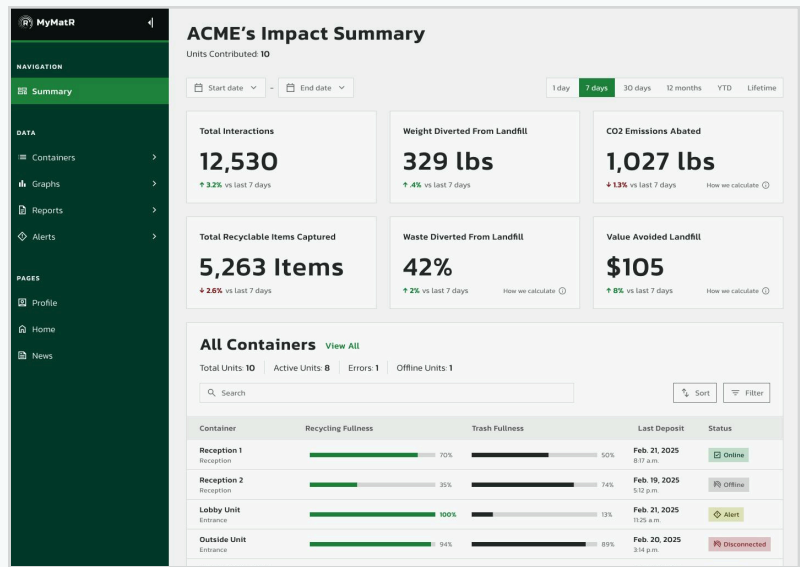 MyMatR
NAVIGATION
Summary
DATA
Containers
Graphs
Reports
Alerts
PAGES
Profile
Home
News
ACME's Impact Summary
Units Contributed: 10
Start date - End date
1 day 7 days 30 days 12 months YTD Lifetime
Total Interactions
12,530
↑ 3.2% vs last 7 days
Weight Diverted From Landfill
329 lbs
↑ .4% vs last 7 days
CO2 Emissions Abated
1,027 lbs
↓ 1.3% vs last 7 days How we calculate
Total Recyclable Items Captured
5,263 Items
↓ 2.6% vs last 7 days
Waste Diverted From Landfill
42%
↑ 2% vs last 7 days How we calculate
Value Avoided Landfill
$105
↑ 8% vs last 7 days How we calculate
All Containers View All
Total Units: 10 Active Units: 8 Errors: 1 Offline Units: 1
Search Sort Filter
Container Recycling Fullness Trash Fullness Last Deposit Status
Reception 1 70% 50% Feb. 21, 2025 Online
Reception 8:17 a.m.
Reception 2 35% 74% Feb. 19, 2025 Offline
Reception 5:12 p.m.
Lobby Unit 100% 13% Feb. 21, 2025 Alert
Entrance 11:25 a.m.
Outside Unit 94% 89% Feb. 20, 2025 Disconnected
Entrance 3:14 p.m.